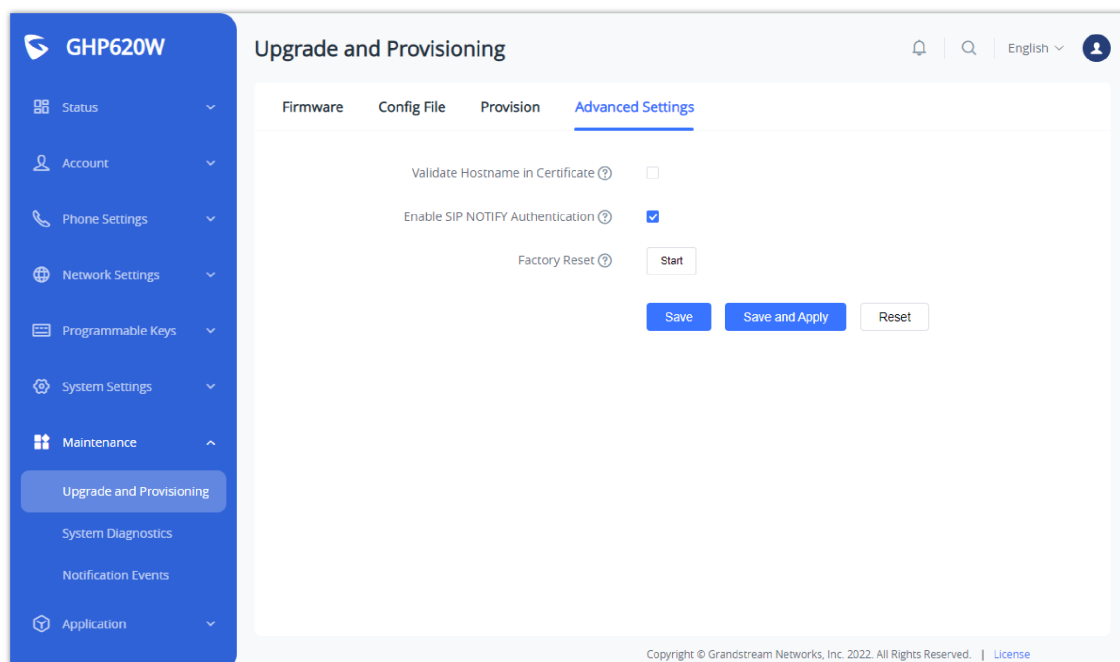 GHP620W
Status
Account
Phone Settings
Network Settings
Programmable Keys
System Settings
Maintenance
Upgrade and Provisioning
System Diagnostics
Notification Events
Application
Upgrade and Provisioning
English
Firmware Config File Provision Advanced Settings
Validate Hostname in Certificate ?
Enable SIP NOTIFY Authentication ?
Factory Reset ? Start
Save Save and Apply Reset
Copyright © Grandstream Networks, Inc. 2022. All Rights Reserved. | License